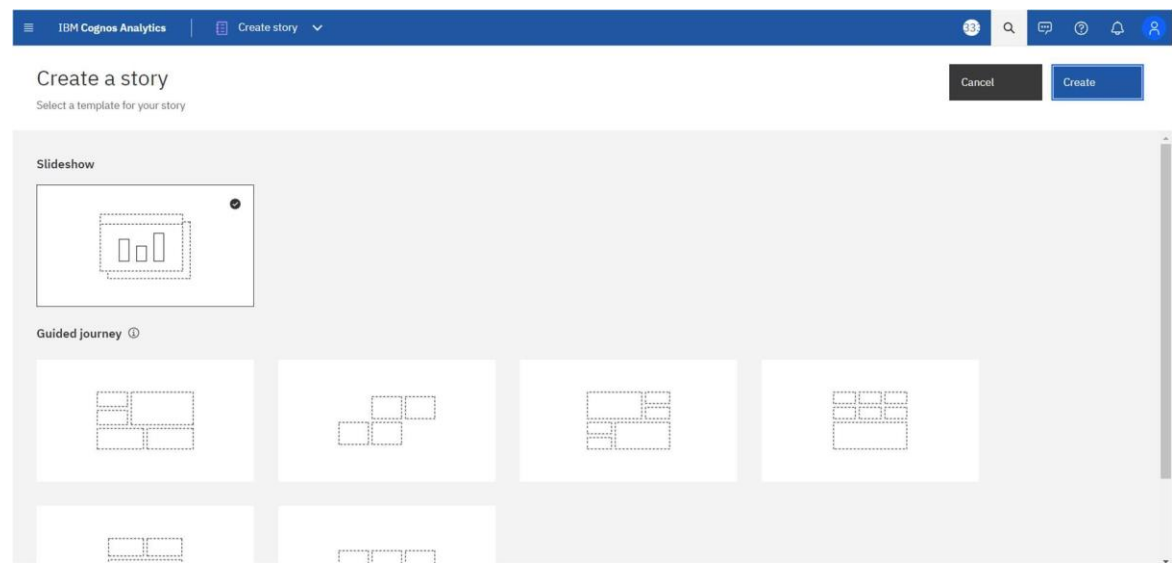 IBM Cognos Analytics
Create story
Create a story
Cancel
Create
Select a template for your story
Slideshow
Guided journey